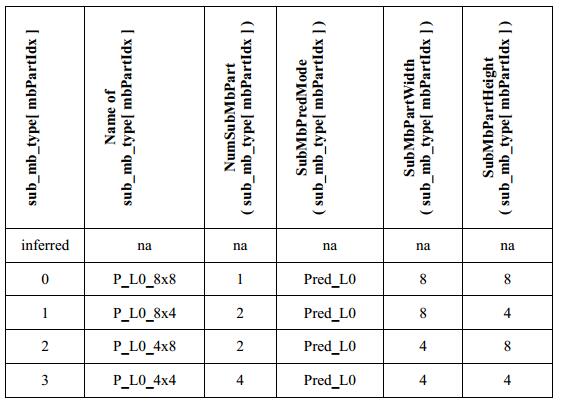 sub_mb_type[ mbPartIdx ]
Name of
sub_mb_type[ mbPartIdx ]
NumSubMbPart
( sub_mb_type[ mbPartIdx ] )
SubMbPredMode
( sub_mb_type[ mbPartIdx ] )
SubMbPartWidth
( sub_mb_type[ mbPartIdx ] )
SubMbPartHeight
( sub_mb_type[ mbPartIdx ] )
inferred na na na na na
0 P_L0_8x8 1 Pred_L0 8 8
1 P_L0_8x4 2 Pred_L0 8 4
2 P_L0_4x8 2 Pred_L0 4 8
3 P_L0_4x4 4 Pred_L0 4 4